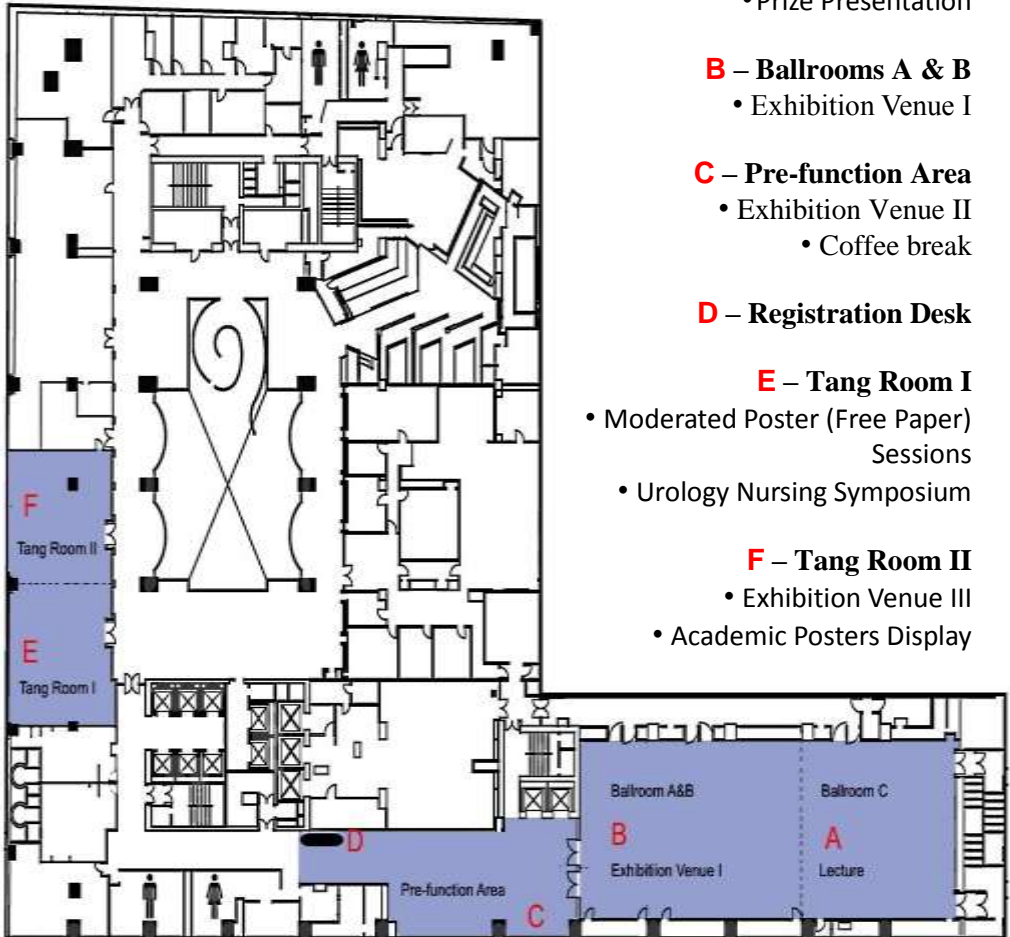 • Prize Presentation
B – Ballrooms A & B
• Exhibition Venue I
C – Pre-function Area
• Exhibition Venue II
• Coffee break
D – Registration Desk
E – Tang Room I
• Moderated Poster (Free Paper)
Sessions
• Urology Nursing Symposium
F – Tang Room II
• Exhibition Venue III
• Academic Posters Display
F
Tang Room II
E
Tang Room I
D
Pre-function Area
C
Ballroom A&B
B
Exhibition Venue I
Ballroom C
A
Lecture